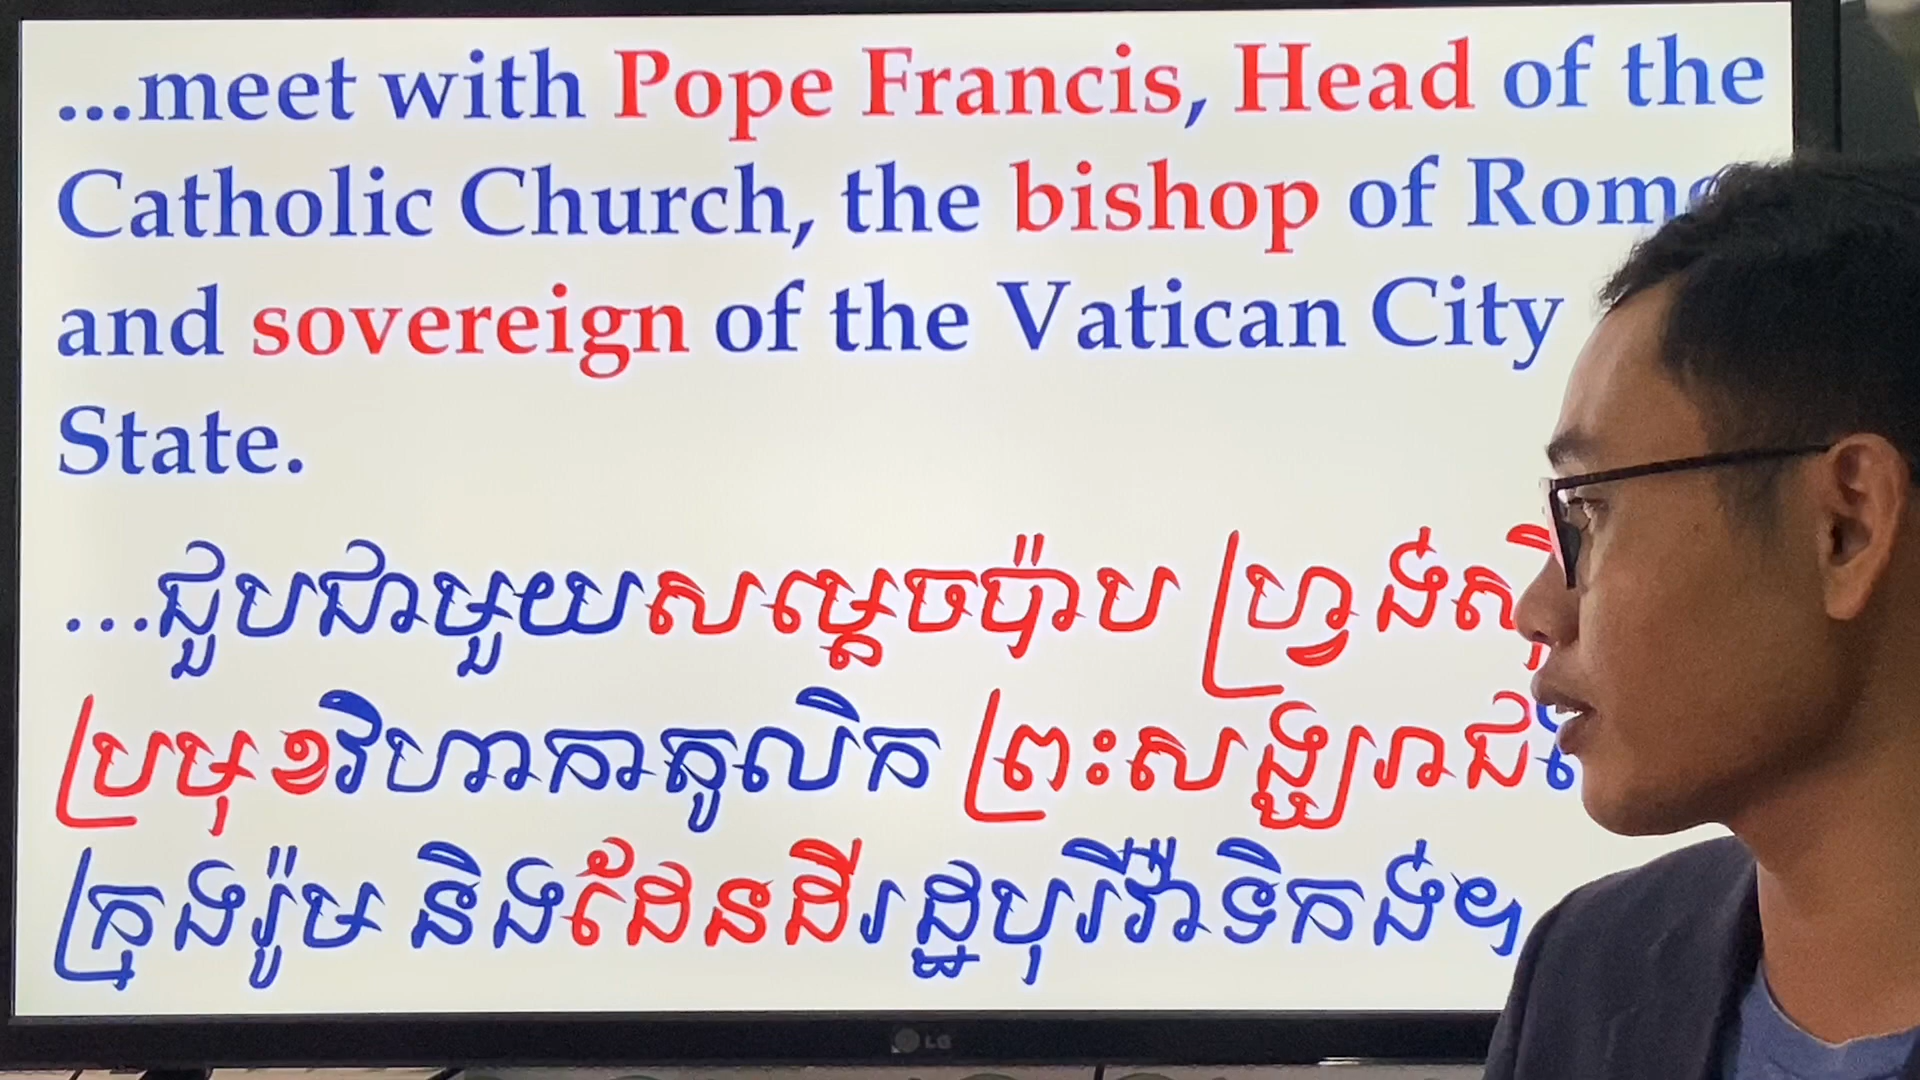 ...meet with Pope Francis, Head of the
Catholic Church, the bishop of Rome
and sovereign of the Vatican City
State.
...ជួបជាមួយសម្តេចប៉ាប ហ្វ្រង់ស៊ី
ប្រមុខវិហារកាតូលិក ព្រះសង្ឃរាជ
ក្រុងរ៉ូម និងដែនដីរដ្ឋបុរីវ៉ាទិកង់ៗ
LG